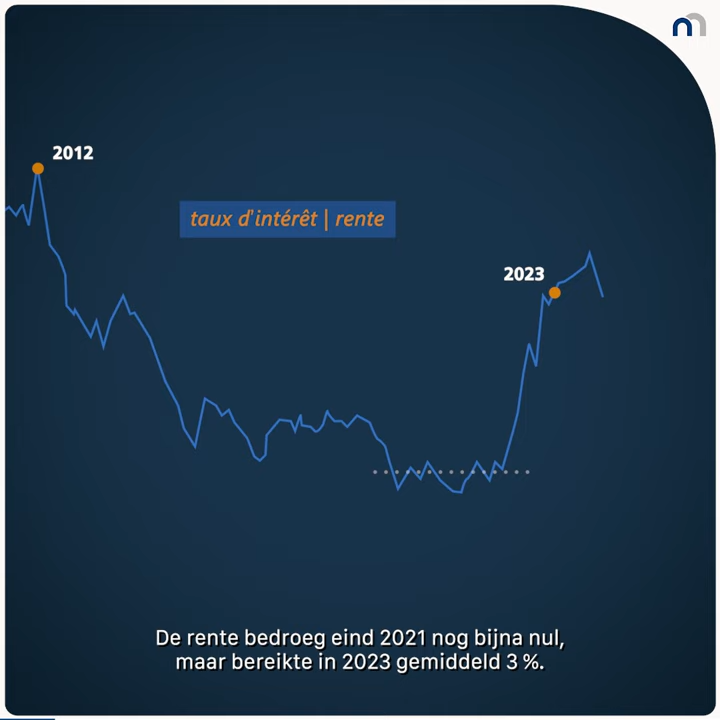 2012
taux d'intérêt | rente
2023
De rente bedroeg eind 2021 nog bijna nul,
maar bereikte in 2023 gemiddeld 3 %.